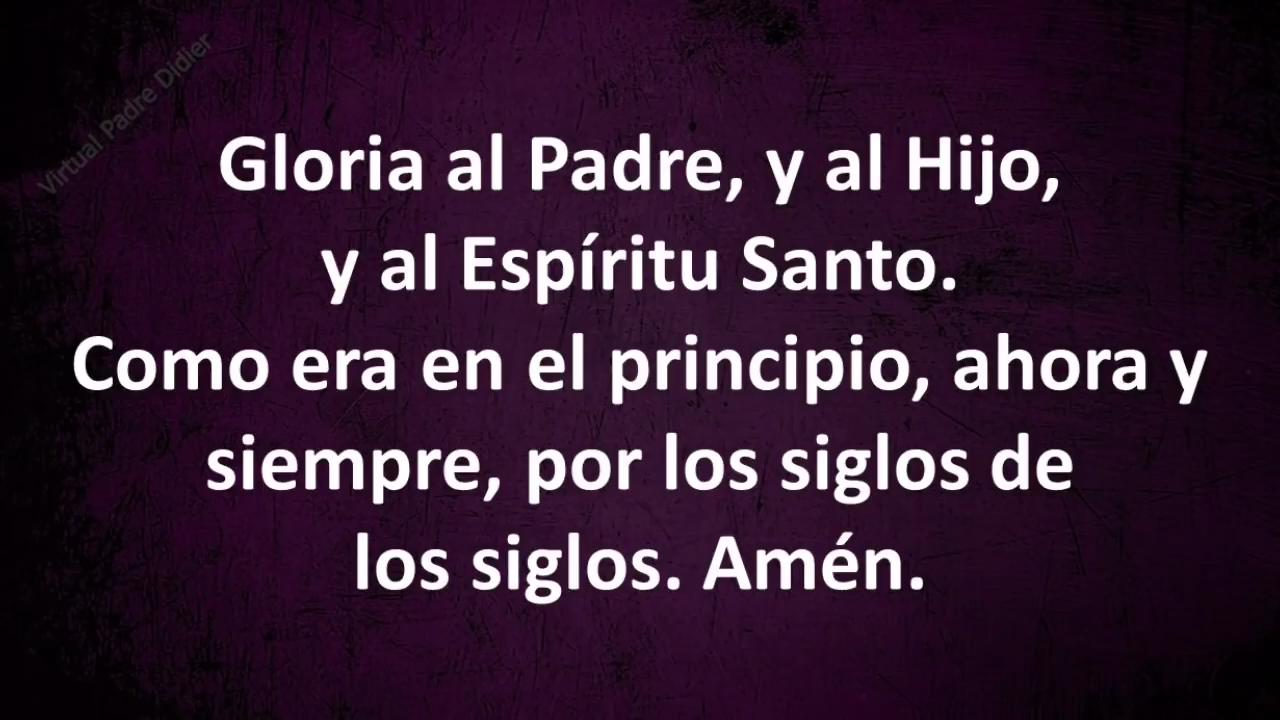 Virtual Padre Didier
Gloria al Padre, y al Hijo,
y al Espíritu Santo.
Como era en el principio, ahora y
siempre, por los siglos de
los siglos. Amén.